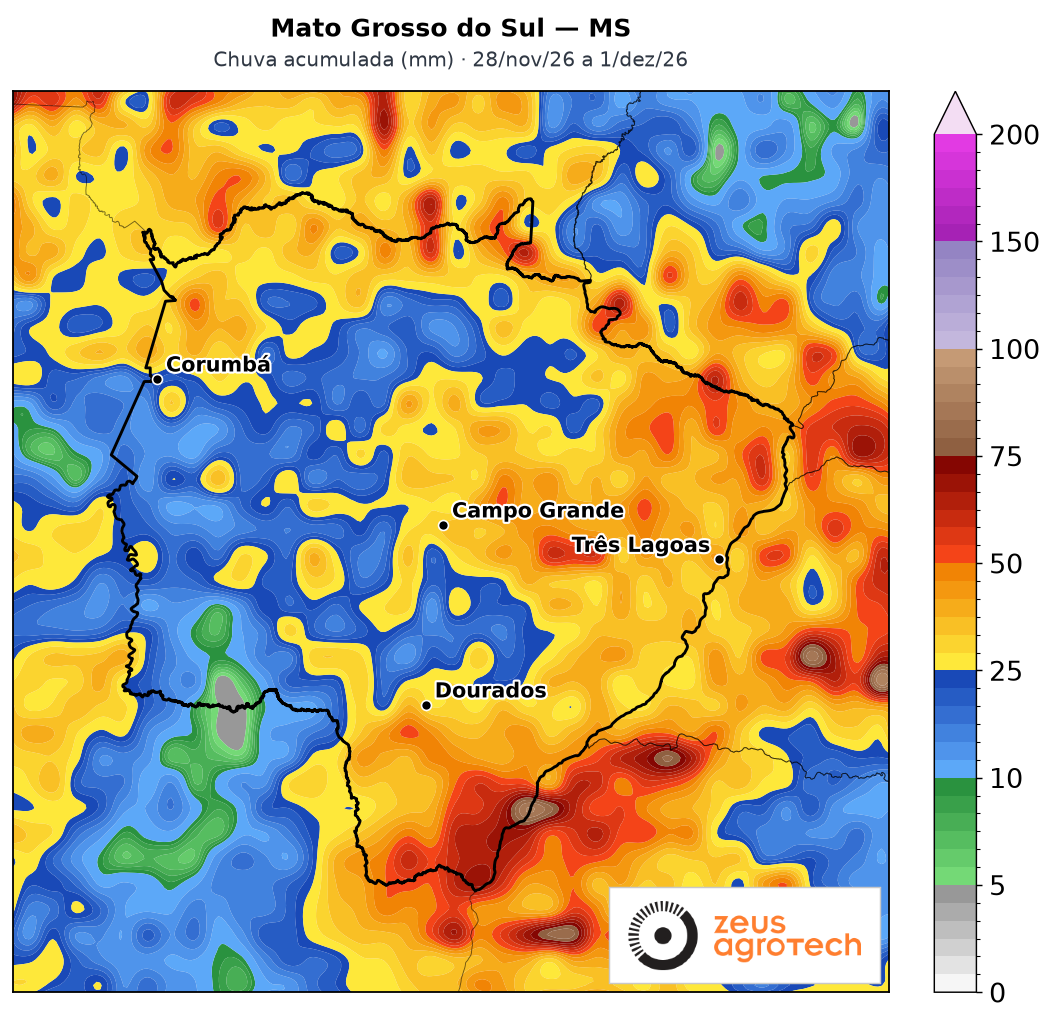 Mato Grosso do Sul — MS
Chuva acumulada (mm) · 28/nov/26 a 1/dez/26
200
150
100
75
50
25
10
5
0
Corumbá
Campo Grande
Três Lagoas
Dourados
zeus
agrotech